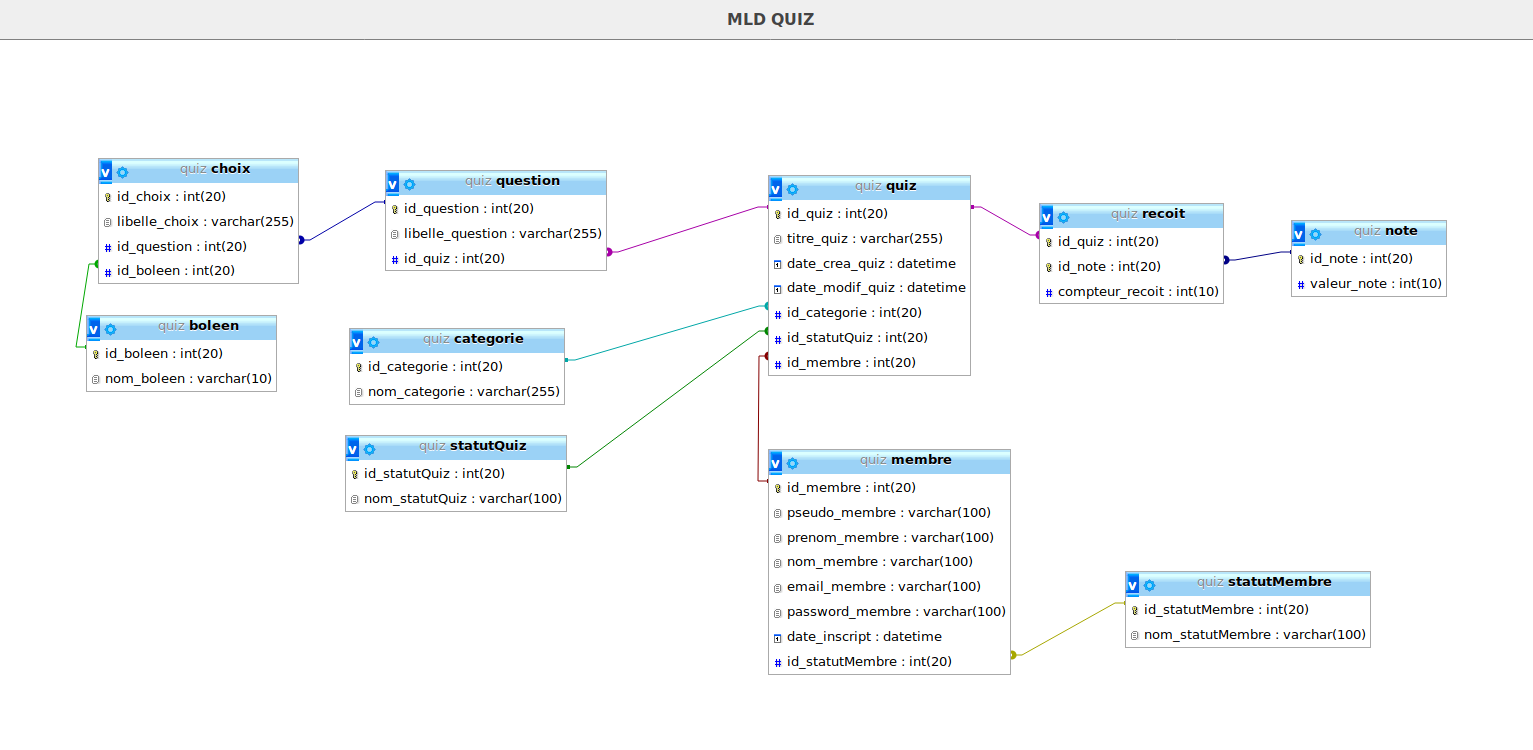 MLD QUIZ
quiz choix
id_choix : int(20)
libelle_choix : varchar(255)
id_question : int(20)
id_boleen : int(20)
quiz question
id_question : int(20)
libelle_question : varchar(255)
id_quiz : int(20)
quiz quiz
id_quiz : int(20)
titre_quiz : varchar(255)
date_crea_quiz : datetime
date_modif_quiz : datetime
id_categorie : int(20)
id_statutQuiz : int(20)
id_membre : int(20)
quiz recoit
id_quiz : int(20)
id_note : int(20)
compteur_recoit : int(10)
quiz note
id_note : int(20)
valeur_note : int(10)
quiz boleen
id_boleen : int(20)
nom_boleen : varchar(10)
quiz categorie
id_categorie : int(20)
nom_categorie : varchar(255)
quiz statutQuiz
id_statutQuiz : int(20)
nom_statutQuiz : varchar(100)
quiz membre
id_membre : int(20)
pseudo_membre : varchar(100)
prenom_membre : varchar(100)
nom_membre : varchar(100)
email_membre : varchar(100)
password_membre : varchar(100)
date_inscript : datetime
id_statutMembre : int(20)
quiz statutMembre
id_statutMembre : int(20)
nom_statutMembre : varchar(100)